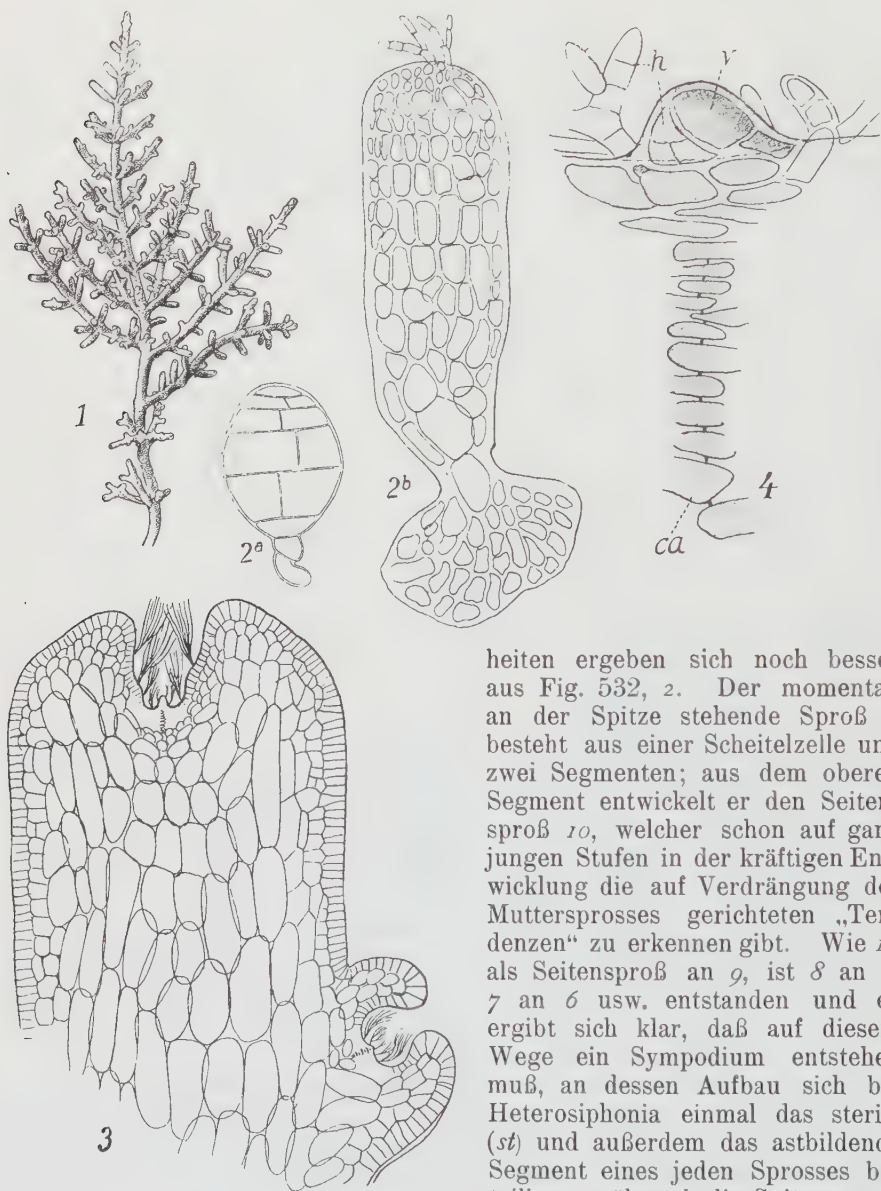 h
v
1
2a
2b
4
ca
3
heiten ergeben sich noch besse
aus Fig. 532, 2. Der momenta
an der Spitze stehende Sproß
besteht aus einer Scheitelzelle un
zwei Segmenten; aus dem obere
Segment entwickelt er den Seiten
sproß 10, welcher schon auf gan
jungen Stufen in der kräftigen En
wicklung die auf Verdrängung de
Muttersprosses gerichteten „Ten
denzen“ zu erkennen gibt. Wie 1
als Seitensproß an 9, ist 8 an
7 an 6 usw. entstanden und e
ergibt sich klar, daß auf diese
Wege ein Sympodium entstehe
muß, an dessen Aufbau sich b
Heterosiphonia einmal das steri
(st) und außerdem das astbildend
Segment eines jeden Sprosses b